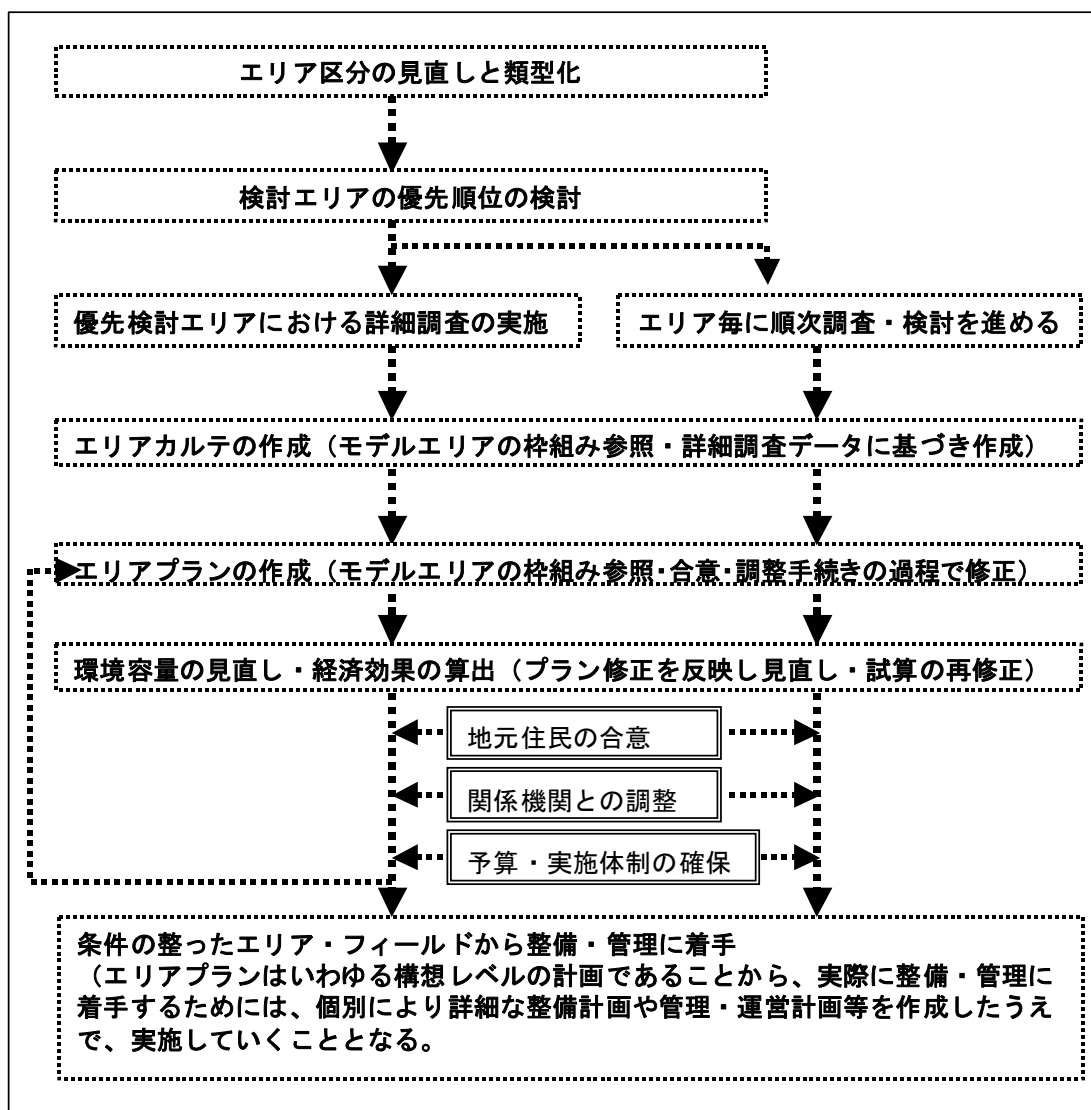 エリア区分の見直しと類型化
検討エリアの優先順位の検討
優先検討エリアにおける詳細調査の実施
エリア毎に順次調査・検討を進める
エリアカルテの作成（モデルエリアの枠組み参照・詳細調査データに基づき作成）
エリアプランの作成（モデルエリアの枠組み参照・合意・調整手続きの過程で修正）
環境容量の見直し・経済効果の算出（プラン修正を反映し見直し・試算の再修正）
地元住民の合意
関係機関との調整
予算・実施体制の確保
条件の整ったエリア・フィールドから整備・管理に着手
（エリアプランはいわゆる構想レベルの計画であることから、実際に整備・管理に
着手するためには、個別により詳細な整備計画や管理・運営計画等を作成したうえ
で、実施していくこととなる。